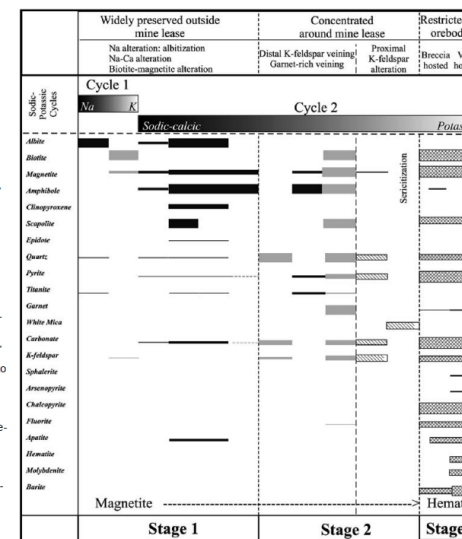 Widely preserved outside
mine lease
Concentrated
around mine lease
Restricte
orebod
Na alteration: albitization
Na-Ca alteration
Biotite-magnetite alteration
Distal K-feldspar veining
Garnet-rich veining
Proximal
K-feldspar
alteration
Breccia V
hosted ho
Sodic-
Potassic
Cycles
Cycle 1
Na K
Cycle 2
Sodic-calcic
Potas
Albite
Biotite
Magnetite
Amphibole
Clinopyroxene
Scapolite
Epidote
Quartz
Pyrite
Titanite
Garnet
White Mica
Carbonate
K-feldspar
Sphalerite
Arsenopyrite
Chalcopyrite
Fluorite
Apatite
Hematite
Molybdenite
Barite
Sericitization
Magnetite
Hemat
Stage 1
Stage 2
Stage
o
e-